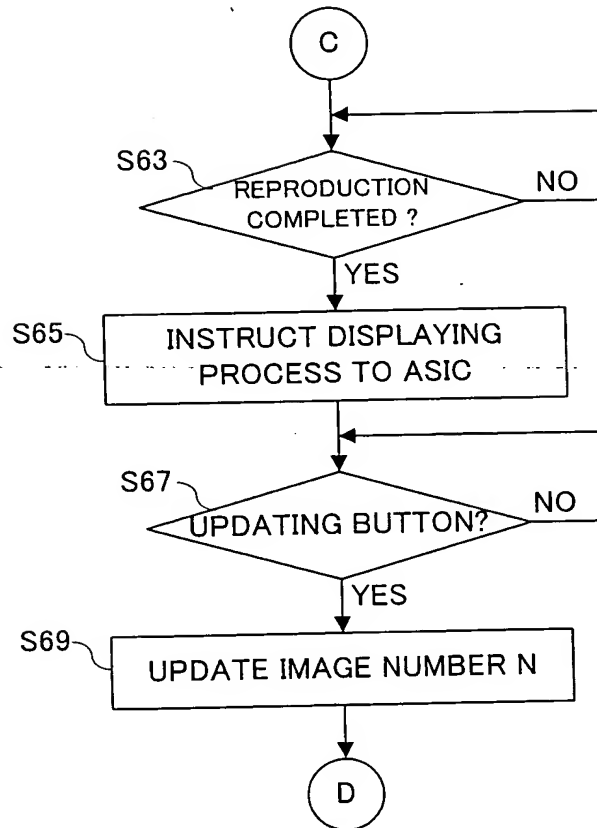 C
S63
REPRODUCTION
COMPLETED ?
NO
YES
S65
INSTRUCT DISPLAYING
PROCESS TO ASIC
S67
UPDATING BUTTON?
NO
YES
S69
UPDATE IMAGE NUMBER N
D